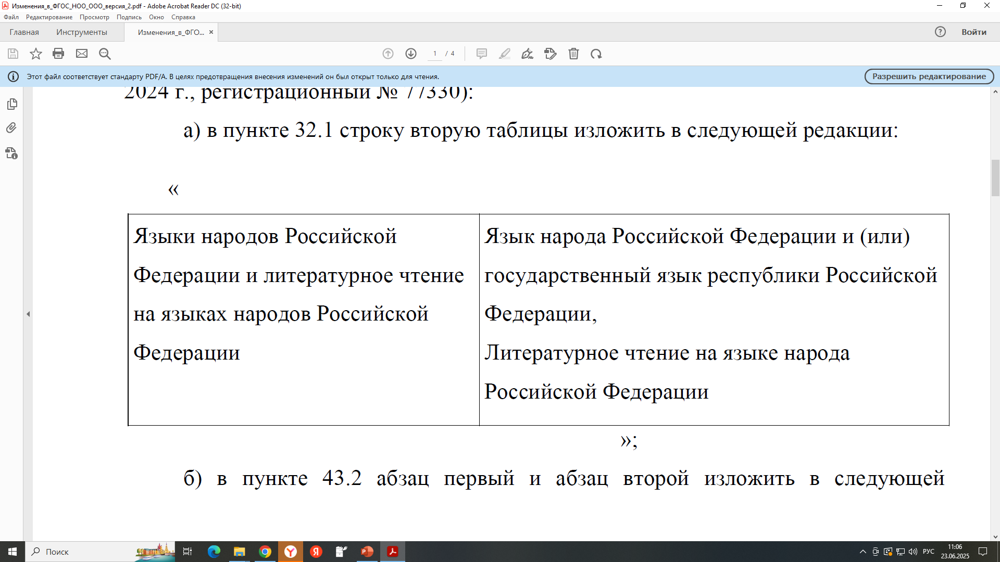 Изменения_в_ФГОС_НОО_ООО_версия_2.pdf - Adobe Acrobat Reader DC (32-bit)
Файл Редактирование Просмотр Подпись Окно Справка
Главная Инструменты Изменения_в_ФГО... × Войти
1 / 4
Этот файл соответствует стандарту PDF/A. В целях предотвращения внесения изменений он был открыт только для чтения. Разрешить редактирование
2024 г., регистрационный № 77330):
а) в пункте 32.1 строку вторую таблицы изложить в следующей редакции:
«
Языки народов Российской
Федерации и литературное чтение
на языках народов Российской
Федерации
Язык народа Российской Федерации и (или)
государственный язык республики Российской
Федерации,
Литературное чтение на языке народа
Российской Федерации
»;
б) в пункте 43.2 абзац первый и абзац второй изложить в следующей
Поиск
РУС
11:06
23.06.2025